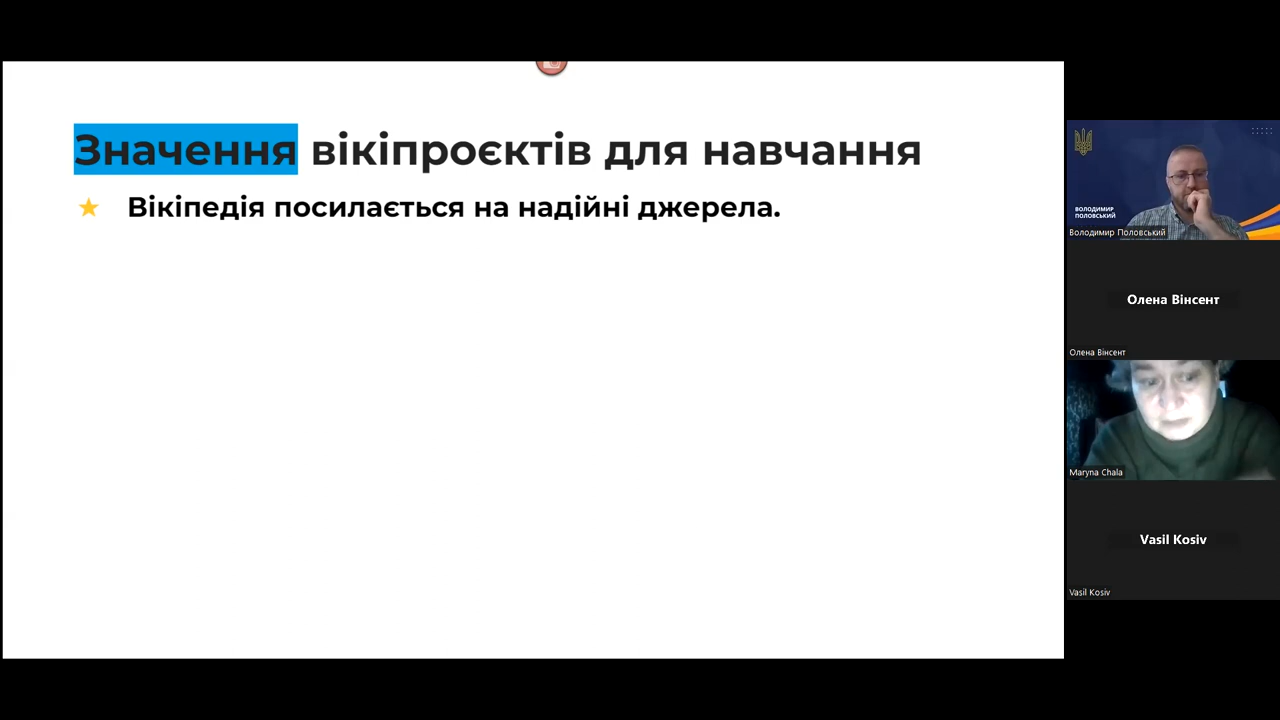 Значення вікіпроєктів для навчання
★ Вікіпедія посилається на надійні джерела.
ВОЛОДИМИР
ПОЛОВСЬКИЙ
Володимир Половський
Олена Вінсент
Олена Вінсент
Maryna Chala
Vasil Kosiv
Vasil Kosiv